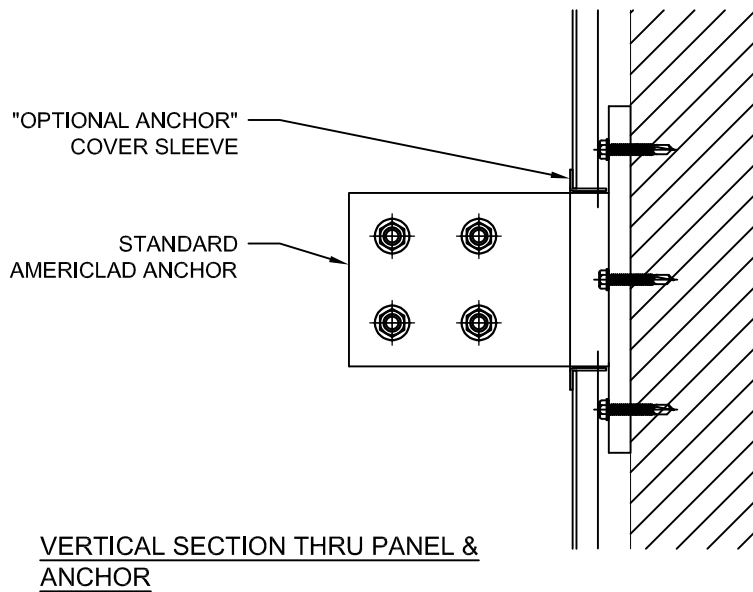 "OPTIONAL ANCHOR"
COVER SLEEVE
STANDARD
AMERICLAD ANCHOR
VERTICAL SECTION THRU PANEL &
ANCHOR